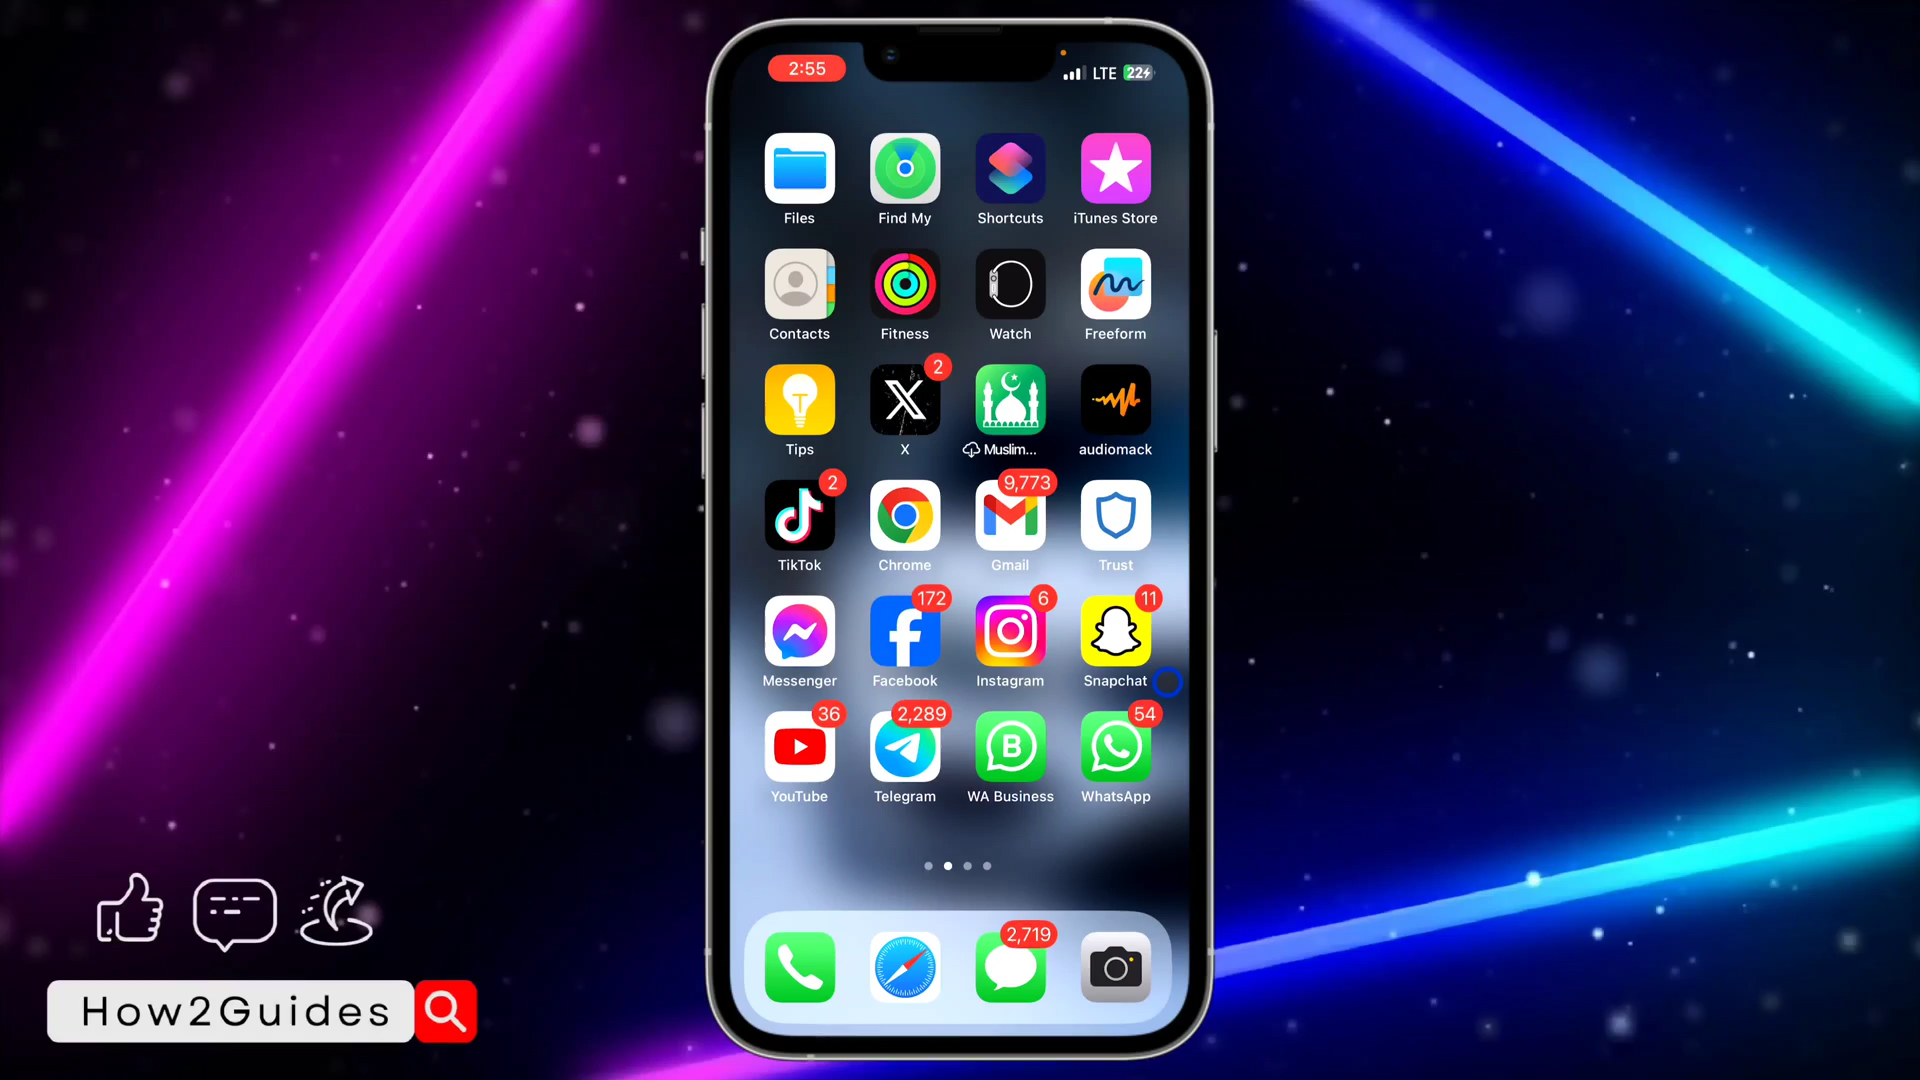 2:55
LTE 22
Files Find My Shortcuts iTunes Store
Contacts Fitness Watch Freeform
2
Tips X Muslim... audiomack
2 9,773
TikTok Chrome Gmail Trust
172 6 11
Messenger Facebook Instagram Snapchat
36 2,289 54
YouTube Telegram WA Business WhatsApp
2,719
How2Guides